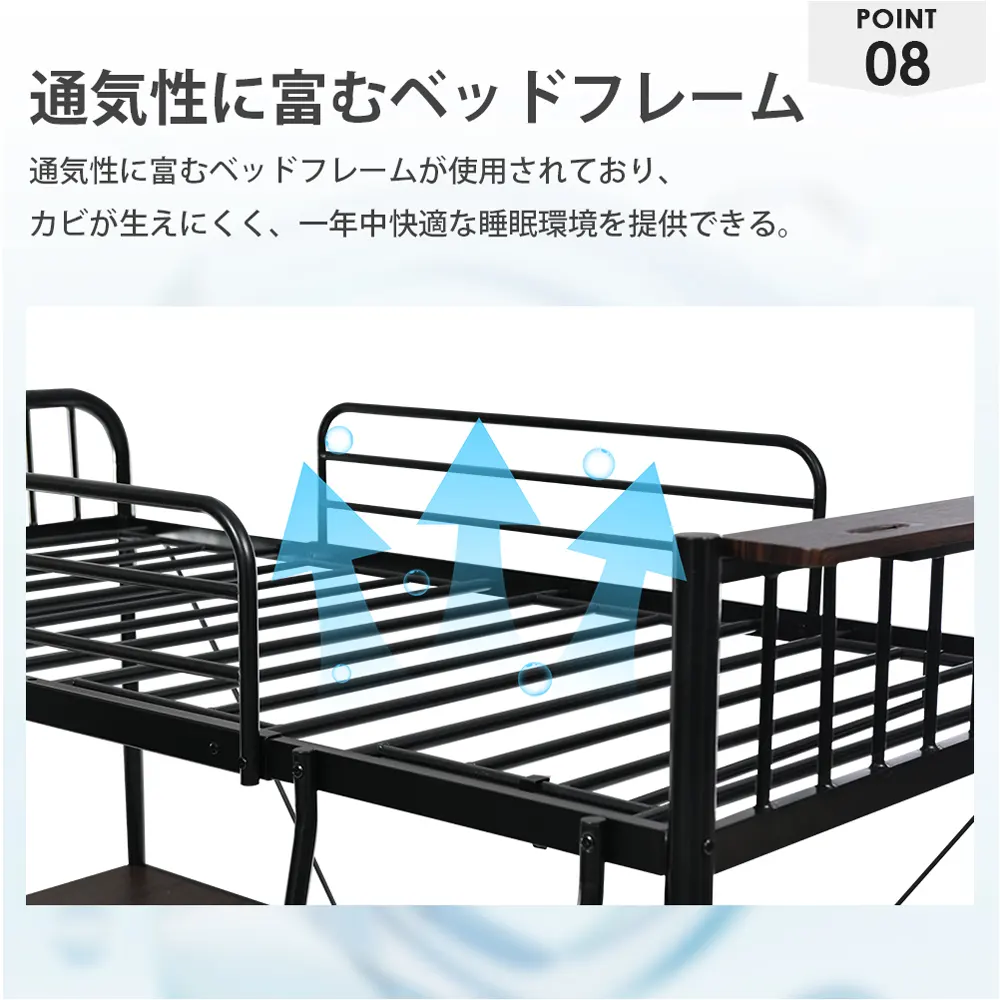 POINT
08
通気性に富むベッドフレーム
通気性に富むベッドフレームが使用されており、
カビが生えにくく、一年中快適な睡眠環境を提供できる。